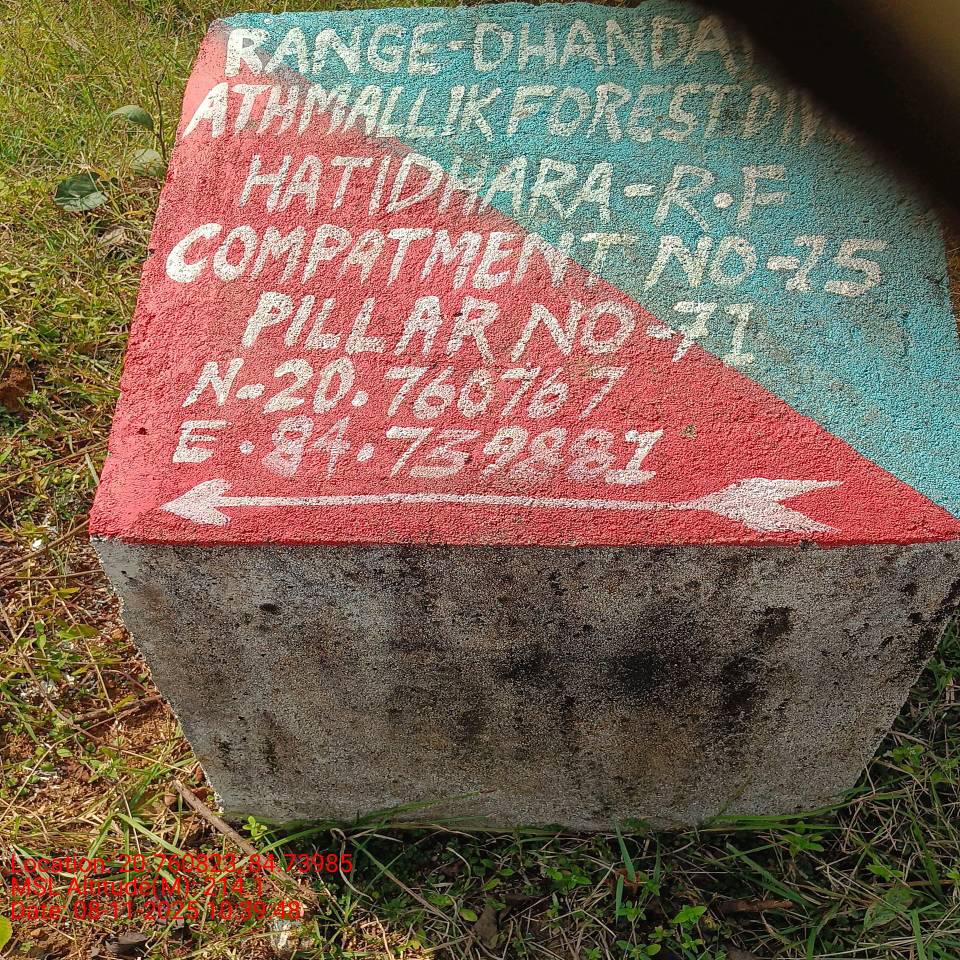 RANGE-DHANDA
ATHMALLIK FOREST DIV
HATIDHARA-R.F
COMPATMENT NO-15
PILLAR NO-71
N-20.760767
E.84.739881
Location: 20.760823, 84.73985
MSL Altitude(M): 214.1
Date: 08-11-2025 10:39:48